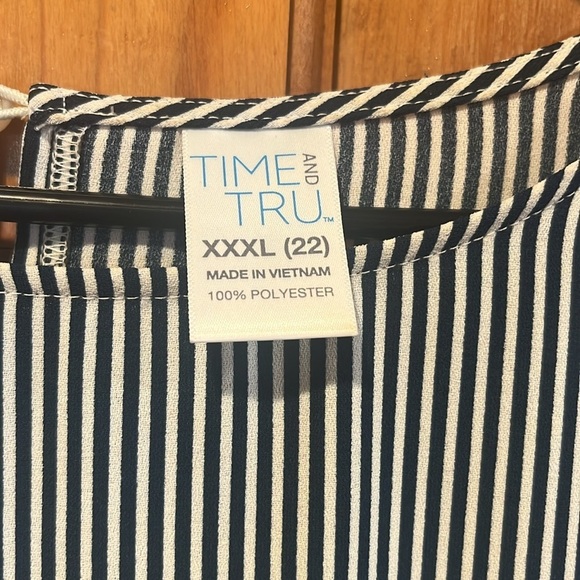 TIME AND
TRU™
XXXL (22)
MADE IN VIETNAM
100% POLYESTER